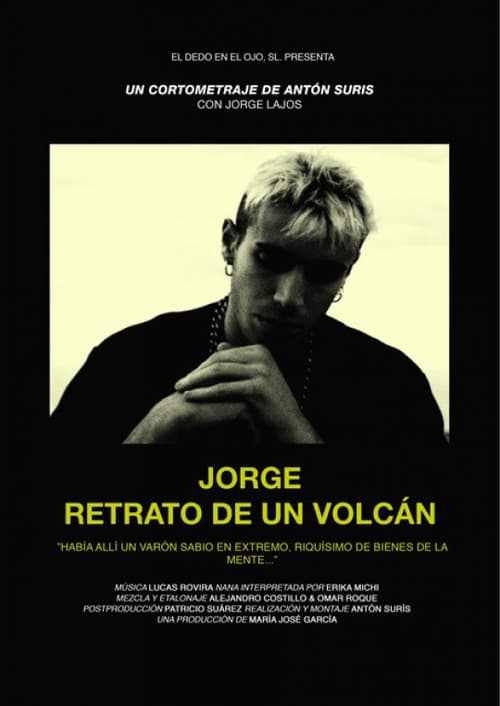 EL DEDO EN EL OJO, SL. PRESENTA
UN CORTOMETRAJE DE ANTÓN SURIS
CON JORGE LAJOS
JORGE
RETRATO DE UN VOLCÁN
"HABÍA ALLÍ UN VARÓN SABIO EN EXTREMO, RIQUÍSIMO DE BIENES DE LA
MENTE..."
MÚSICA LUCAS ROVIRA NANA INTERPRETADA POR ERIKA MICHI
MEZCLA Y ETALONAJE ALEJANDRO COSTILLO & OMAR ROQUE
POSTPRODUCCIÓN PATRICIO SUÁREZ REALIZACIÓN Y MONTAJE ANTÓN SURÍS
UNA PRODUCCIÓN DE MARÍA JOSÉ GARCÍA